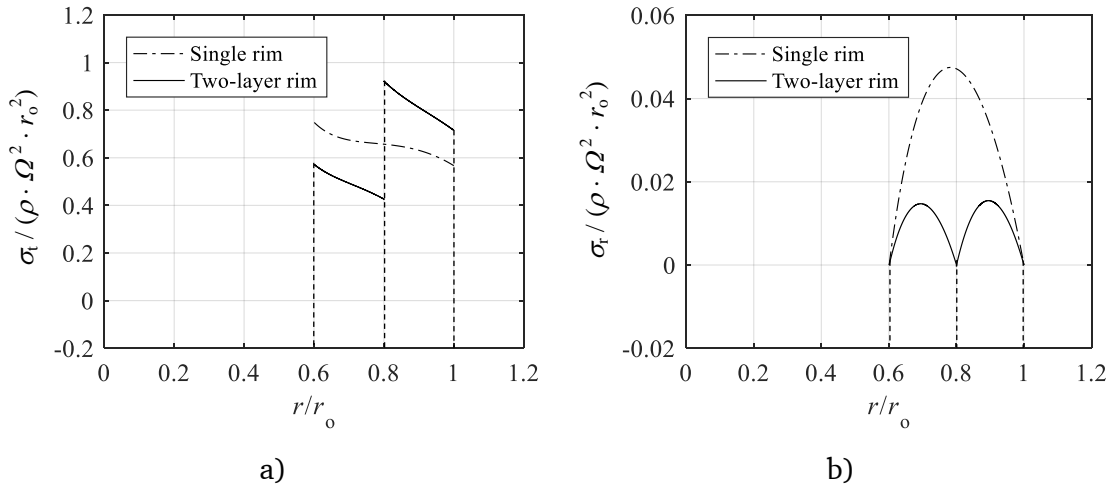 1.2
1
0.8
0.6
0.4
0.2
0
-0.2
σt / (ρ · Ω² · ro²)
Single rim
Two-layer rim
0 0.2 0.4 0.6 0.8 1 1.2
r/ro
a)
0.06
0.04
0.02
0
-0.02
σr / (ρ · Ω² · ro²)
Single rim
Two-layer rim
0 0.2 0.4 0.6 0.8 1 1.2
r/ro
b)